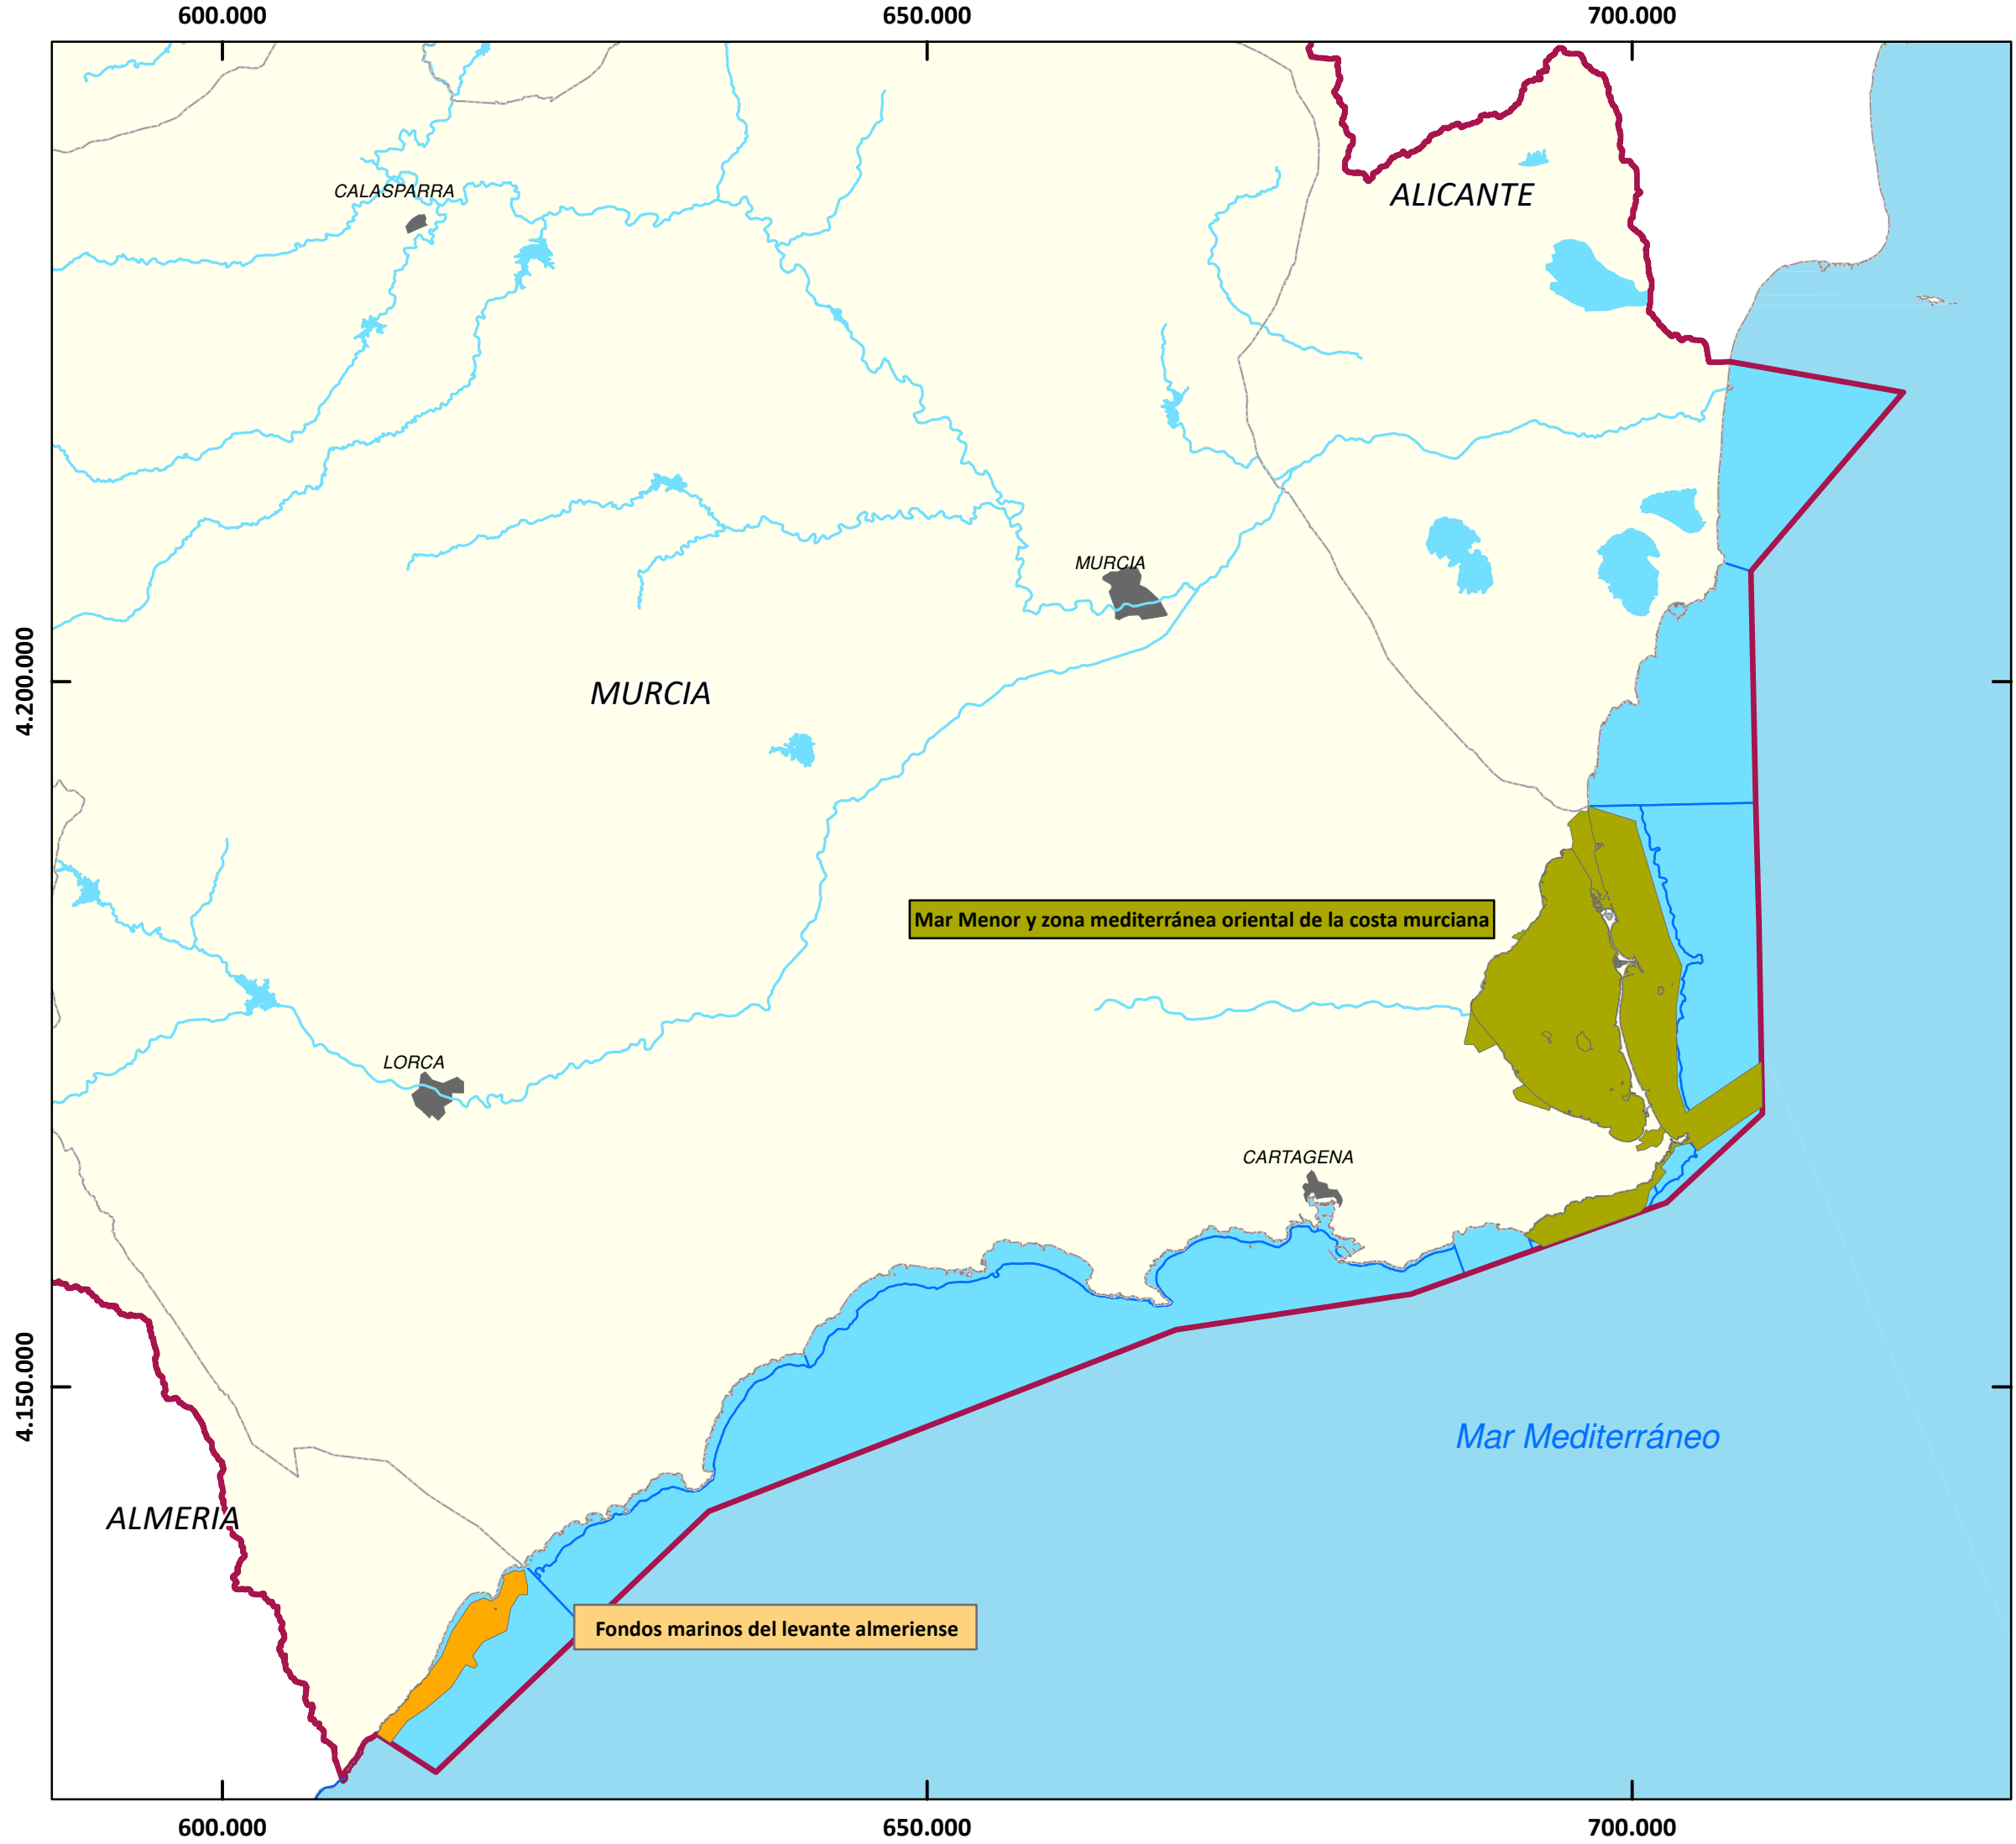 600.000
650.000
700.000
CALASPARRA
ALICANTE
MURCIA
4.200.000
MURCIA
Mar Menor y zona mediterránea oriental de la costa murciana
LORCA
CARTAGENA
4.150.000
Mar Mediterráneo
ALMERIA
Fondos marinos del levante almeriense
600.000
650.000
700.000